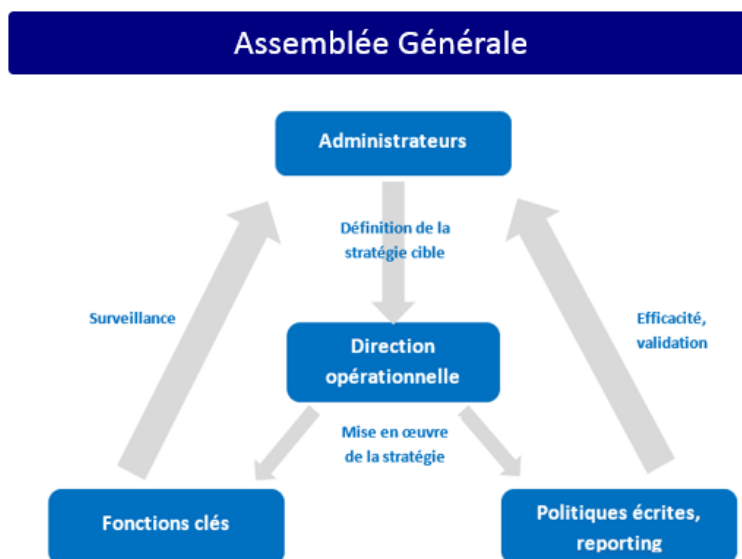 Assemblée Générale
Administrateurs
Définition de la
stratégie cible
Surveillance
Efficacité,
validation
Direction
opérationnelle
Mise en œuvre
de la stratégie
Fonctions clés
Politiques écrites,
reporting